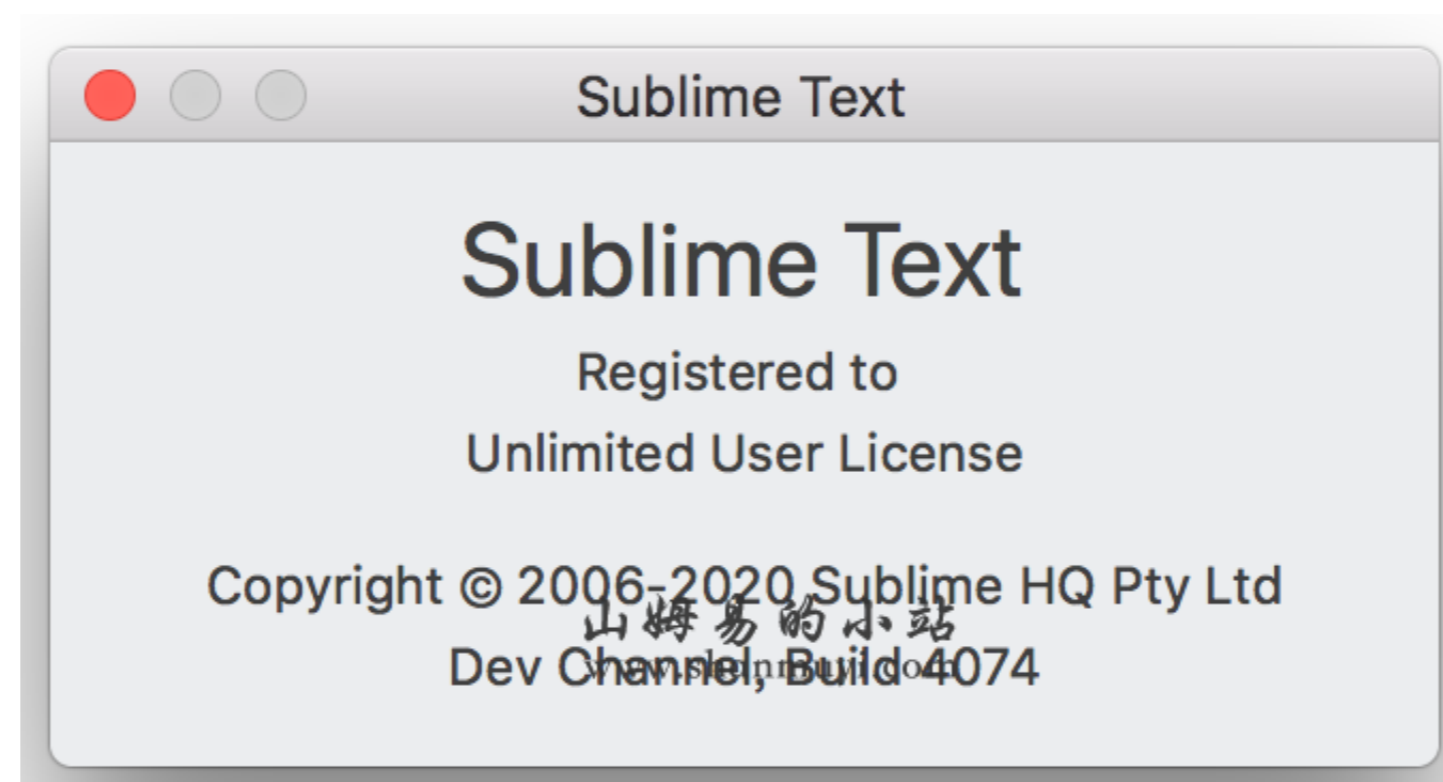 Sublime Text
Sublime Text
Registered to
Unlimited User License
Copyright © 2006-2020 Sublime HQ Pty Ltd
山姆易的小站
Dev Channel, Build 4074